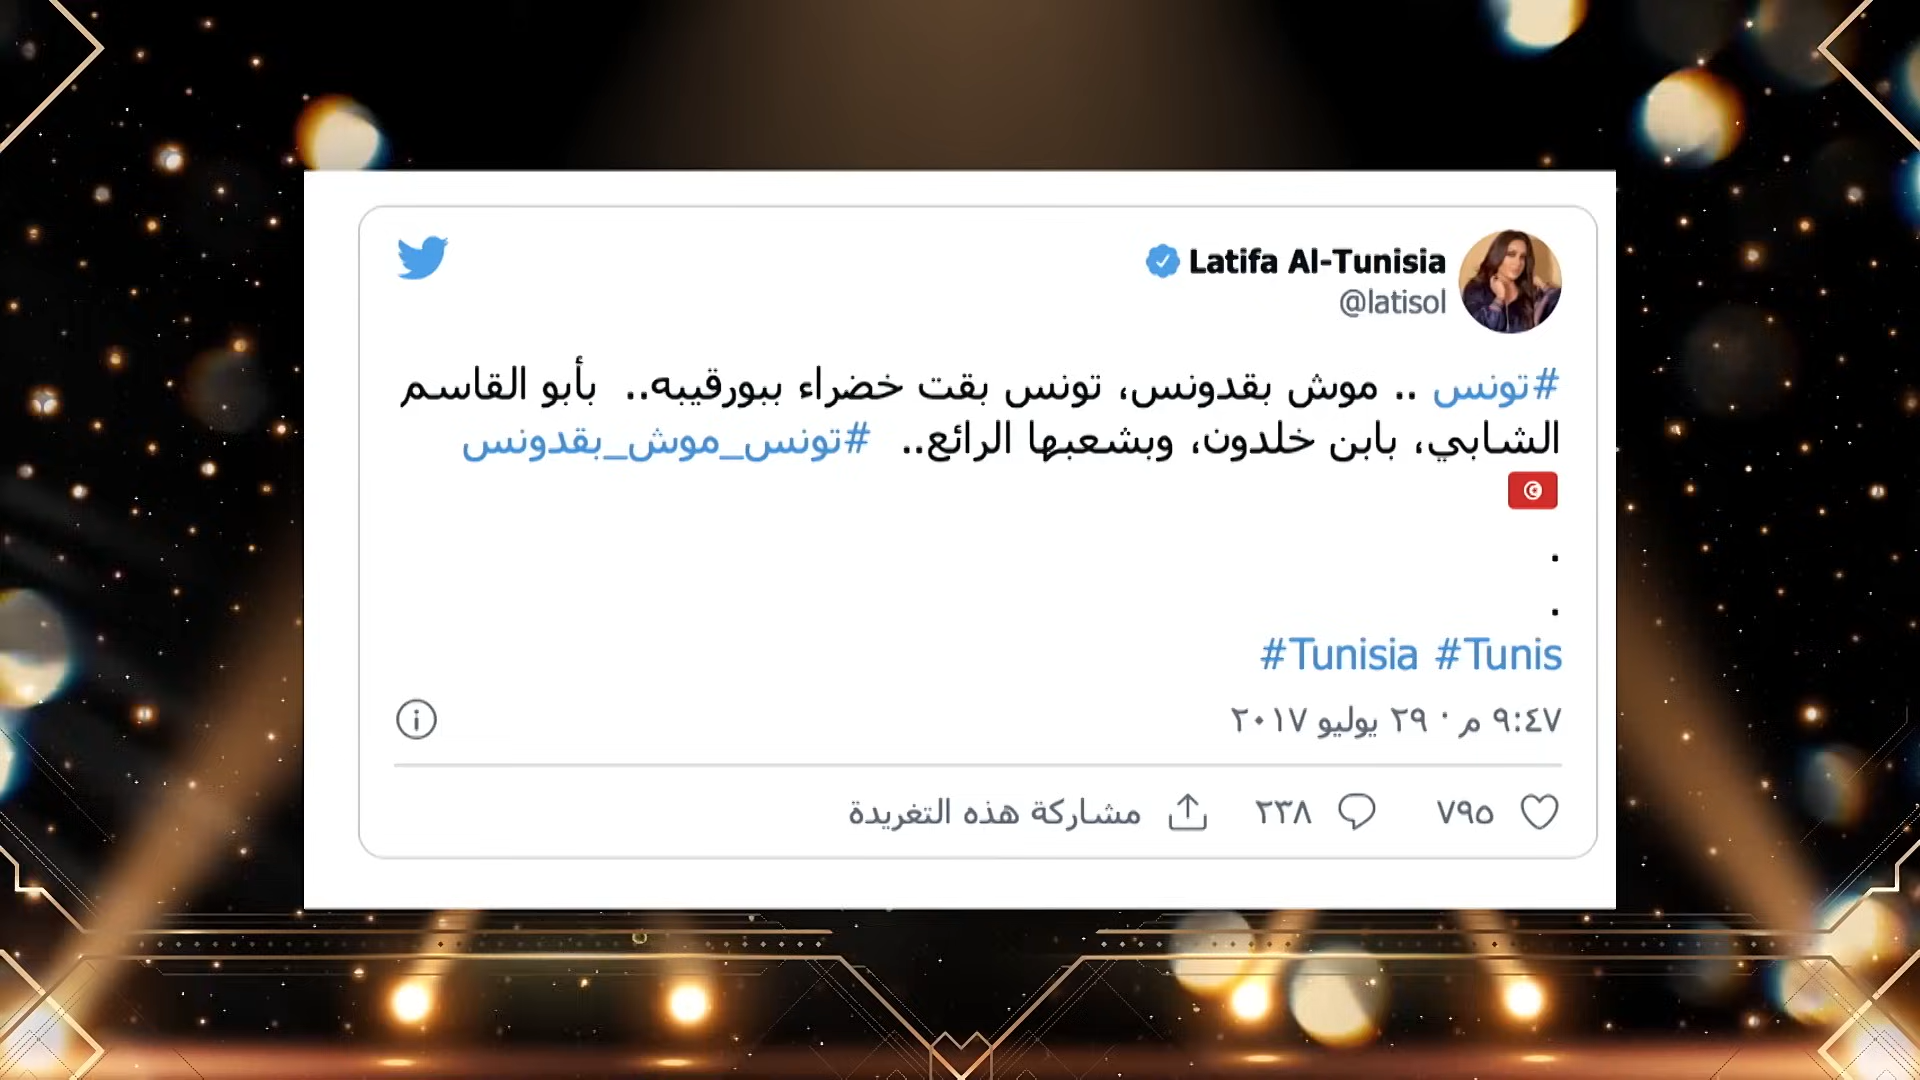 Latifa Al-Tunisia
@latisol
#تونس .. موش بقدونس، تونس بقت خضراء ببورقيبه.. بأبو القاسم
الشابي، بابن خلدون، وبشعبها الرائع.. #تونس_موش_بقدونس
.
.
#Tunisia #Tunis
٩:٤٧ م · ٢٩ يوليو ٢٠١٧
٧٩٥ ٢٣٨ مشاركة هذه التغريدة